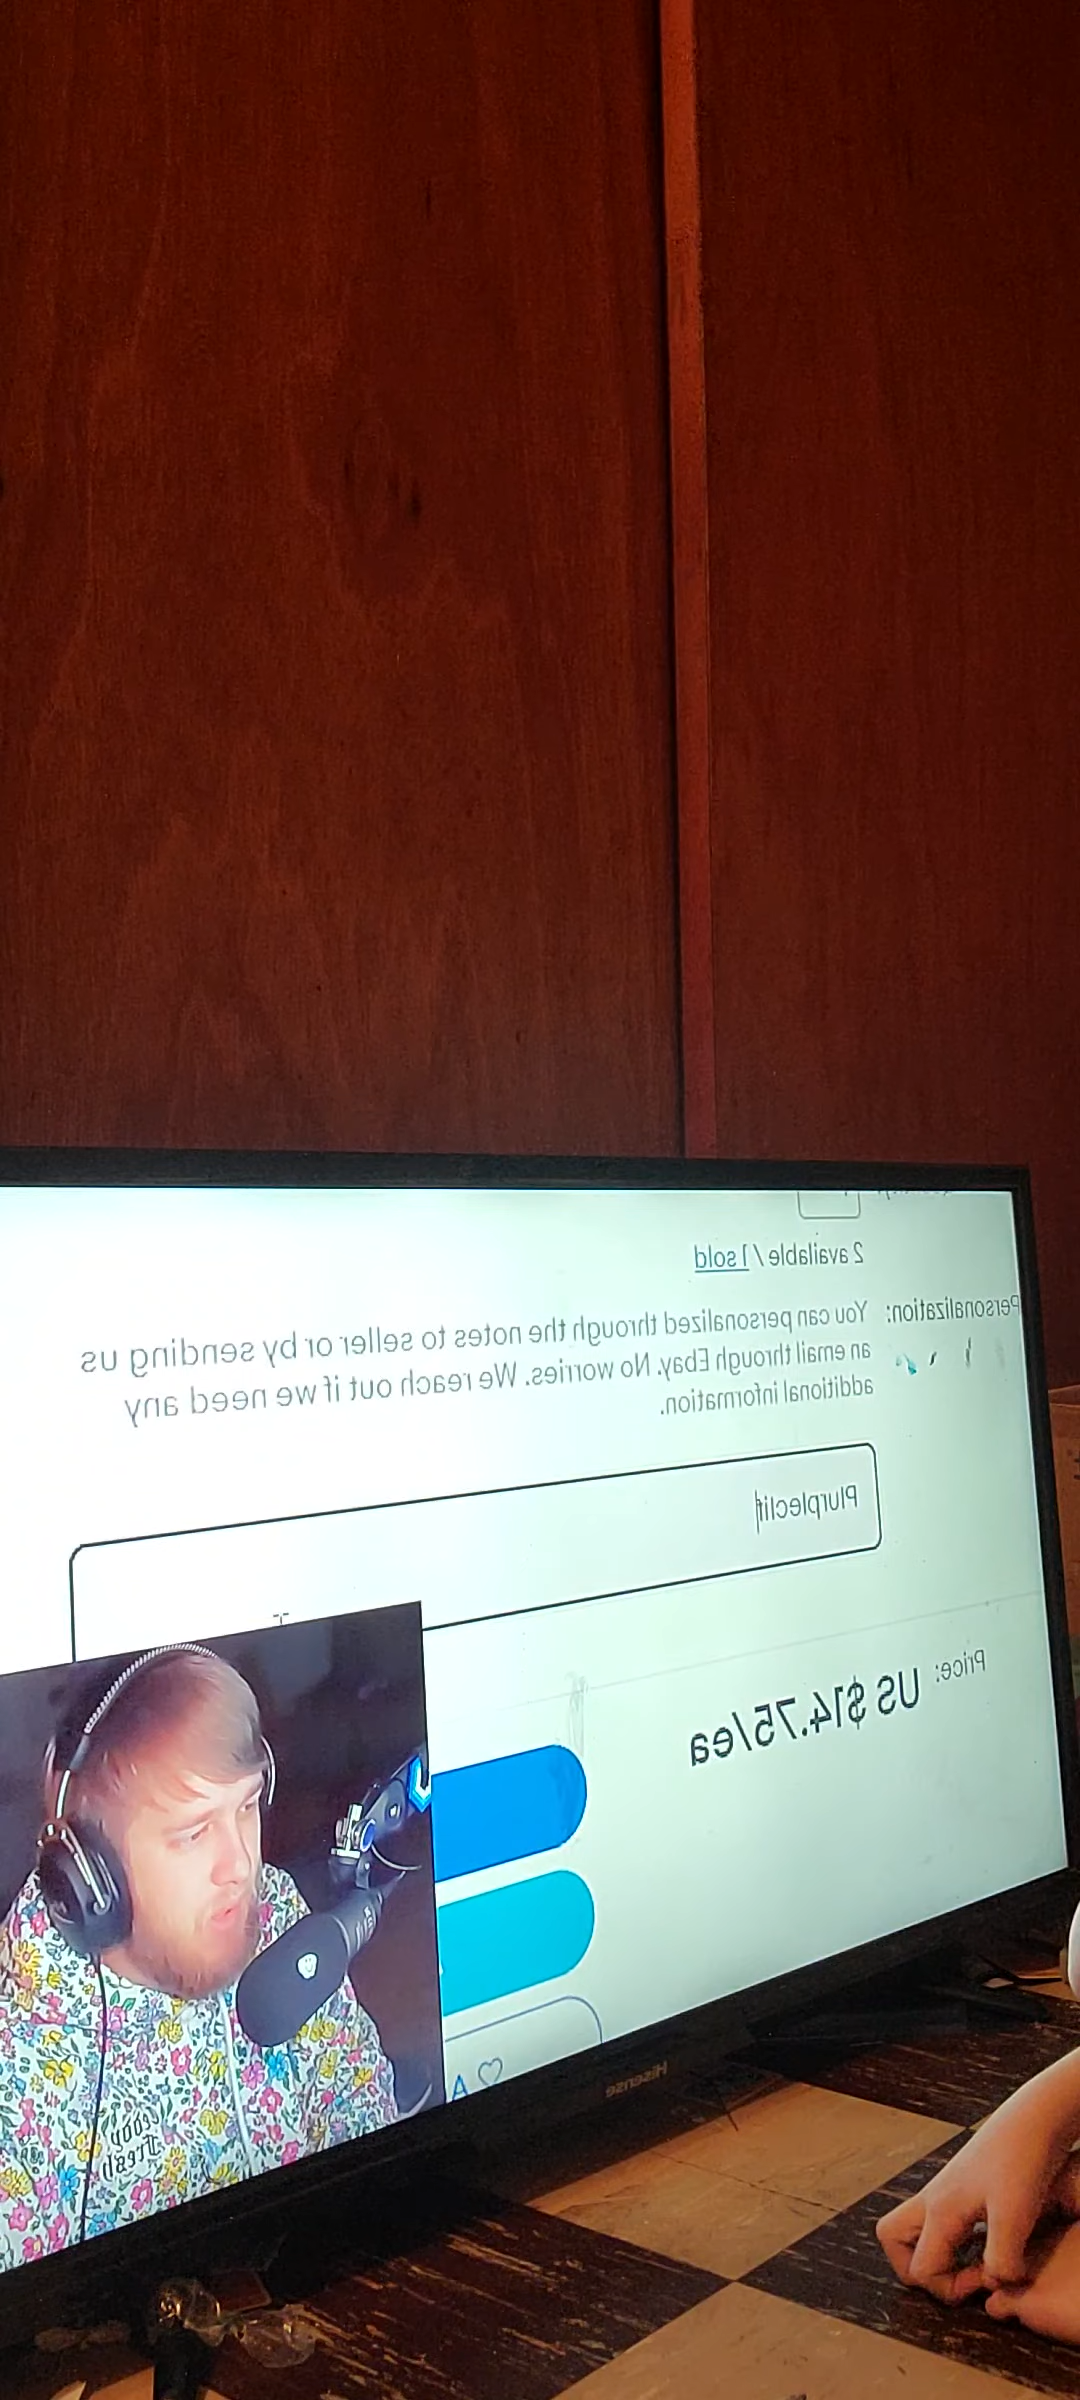 2 available / 1 sold
Personalization: You can personalized through the notes to seller or by sending us
an email through Ebay. No worries. We reach out if we need any
additional information.
Plurpleclit
Price: US $14.75/ea
A
Hisense
Fresh